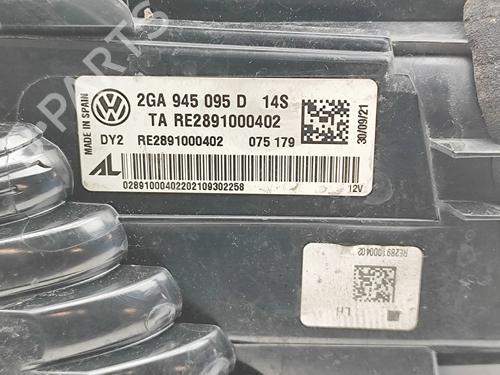 MADE IN SPAIN
2GA 945 095 D 14S
TA RE2891000402
DY2 RE2891000402 075 179
30/09/21
AL
02891000402202109302258
12V
RE2891000402
LH
PARTS